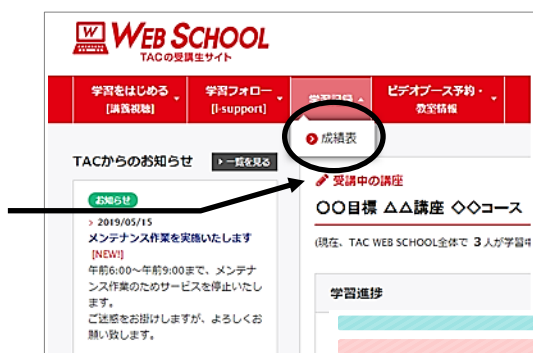 WEB SCHOOL
TACの受講生サイト
学習をはじめる
[講義視聴]
学習フォロー
[i-support]
学習記録
ビデオブース予約・
教室情報
成績表
TACからのお知らせ
一覧を見る
お知らせ
2019/05/15
メンテナンス作業を実施いたします
[NEW!]
午前6:00～午前9:00まで、メンテナ
ンス作業のためサービスを停止いたし
ます。
ご迷惑をお掛けしますが、よろしくお
願い致します。
受講中の講座
〇〇目標 △△講座 ◇◇コース
(現在、TAC WEB SCHOOL全体で 3 人が学習中
学習進捗